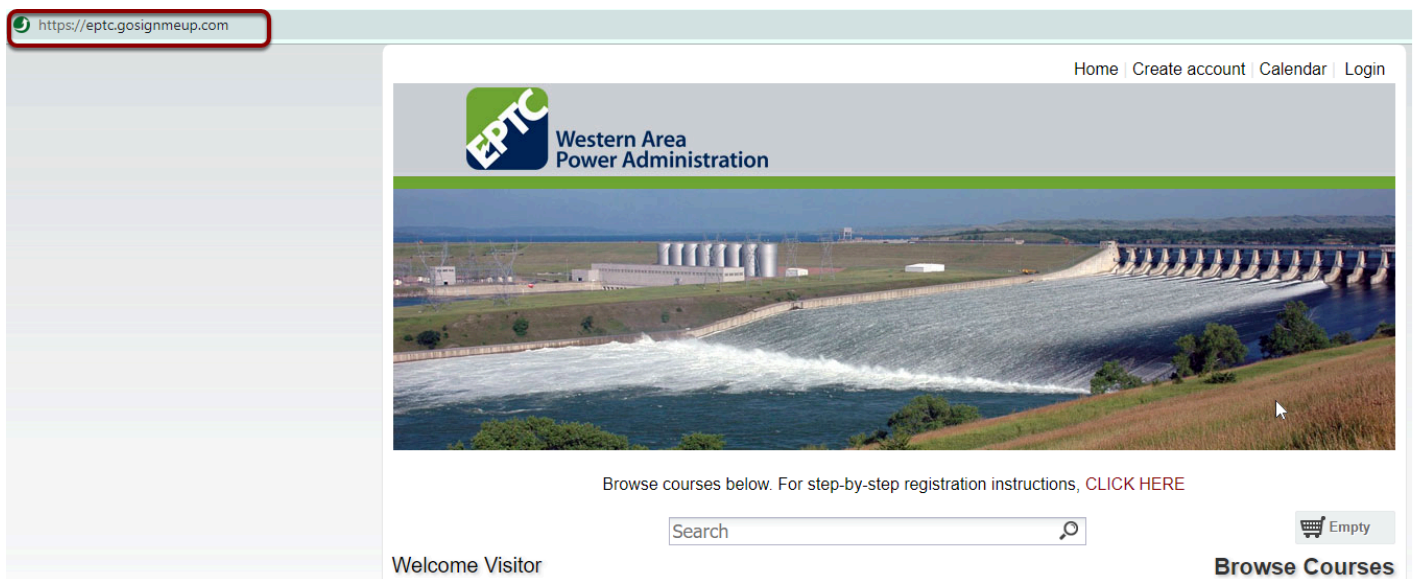 https://eptc.gosignmeup.com
Home | Create account | Calendar | Login
EPTC
Western Area
Power Administration
Browse courses below. For step-by-step registration instructions, CLICK HERE
Search
Empty
Welcome Visitor
Browse Courses